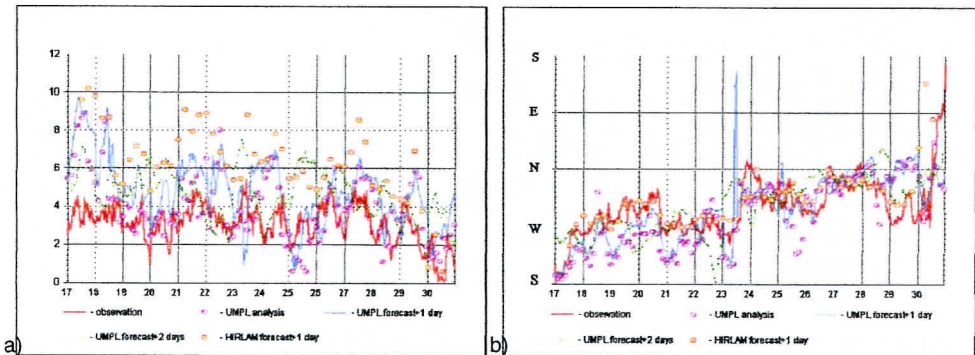 12
10
8
6
4
2
0
17 18 19 20 21 22 23 24 25 26 27 28 29 30
- observation - UMPL analysis - UMPL forecast+1 day
- UMPL forecast+2 days - HIRLAM forecast+1 day
a)
S
E
N
W
S
17 18 19 20 21 22 23 24 25 26 27 28 29 30
- observation - UMPL analysis - UMPL forecast+1 day
- UMPL forecast+2 days - HIRLAM forecast+1 day
b)